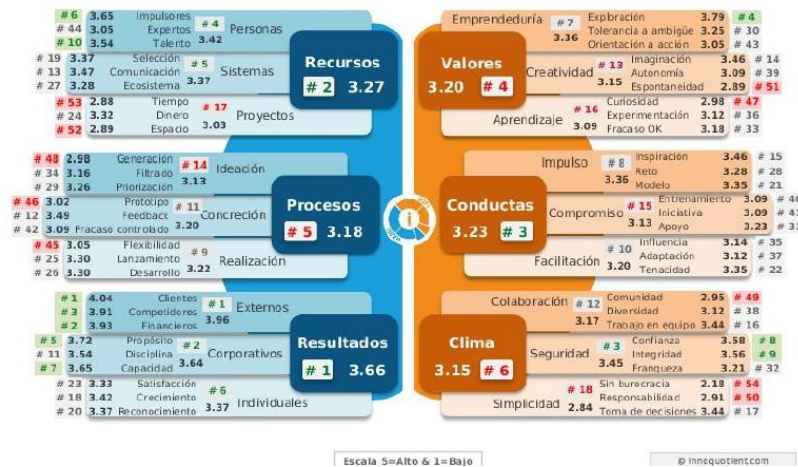 # 6 3.65 Impulsores
# 44 3.05 Expertos
# 10 3.54 Talento
# 4 Personas
3.42
# 19 3.37 Selección
# 13 3.47 Comunicación
# 27 3.28 Ecosistema
# 5 Sistemas
3.37
# 53 2.88 Tiempo
# 24 3.32 Dinero
# 52 2.89 Espacio
# 17 Proyectos
3.03
Recursos
# 2 3.27
# 48 2.98 Generación
# 34 3.16 Filtrado
# 29 3.26 Priorización
# 14 Ideación
3.13
# 46 3.02 Prototipo
# 12 3.49 Feedback
# 42 3.09 Fracaso controlado
# 11 Concreción
3.20
# 45 3.05 Flexibilidad
# 25 3.30 Lanzamiento
# 26 3.30 Desarrollo
# 9 Realización
3.22
Procesos
# 5 3.18
# 1 4.04 Clientes
# 3 3.91 Competidores
# 2 3.93 Financieros
# 1 Externos
3.96
# 5 3.72 Propósito
# 11 3.54 Disciplina
# 7 3.65 Capacidad
# 2 Corporativos
3.64
# 23 3.33 Satisfacción
# 18 3.42 Crecimiento
# 20 3.37 Reconocimiento
# 6 Individuales
3.37
Resultados
# 1 3.66
Valores
3.20 # 4
Emprendeduría # 7
3.36
Exploración 3.79 # 4
Tolerancia a ambigüe 3.25 # 30
Orientación a acción 3.05 # 43
Creatividad # 13
3.15
Imaginación 3.46 # 14
Autonomía 3.09 # 39
Espontaneidad 2.89 # 51
Aprendizaje # 16
3.09
Curiosidad 2.98 # 47
Experimentación 3.12 # 36
Fracaso OK 3.18 # 33
Conductas
3.23 # 3
Impulso # 8
3.36
Inspiración 3.46 # 15
Reto 3.28 # 28
Modelo 3.35 # 21
Compromiso # 15
3.13
Entrenamiento 3.09
Iniciativa 3.09
Apoyo 3.23
Facilitación # 10
3.20
Influencia 3.14 # 35
Adaptación 3.12 # 37
Tenacidad 3.35 # 22
Clima
3.15 # 6
Colaboración # 12
3.17
Comunidad 2.95 # 49
Diversidad 3.12 # 38
Trabajo en equipo 3.44 # 16
Seguridad # 3
3.45
Confianza 3.58 # 8
Integridad 3.56 # 9
Franqueza 3.21 # 32
Simplicidad # 18
2.84
Sin burocracia 2.18 # 54
Responsabilidad 2.91 # 50
Toma de decisiones 3.44 # 17
Escala 5=Alto & 1=Bajo
© innoquotient.com